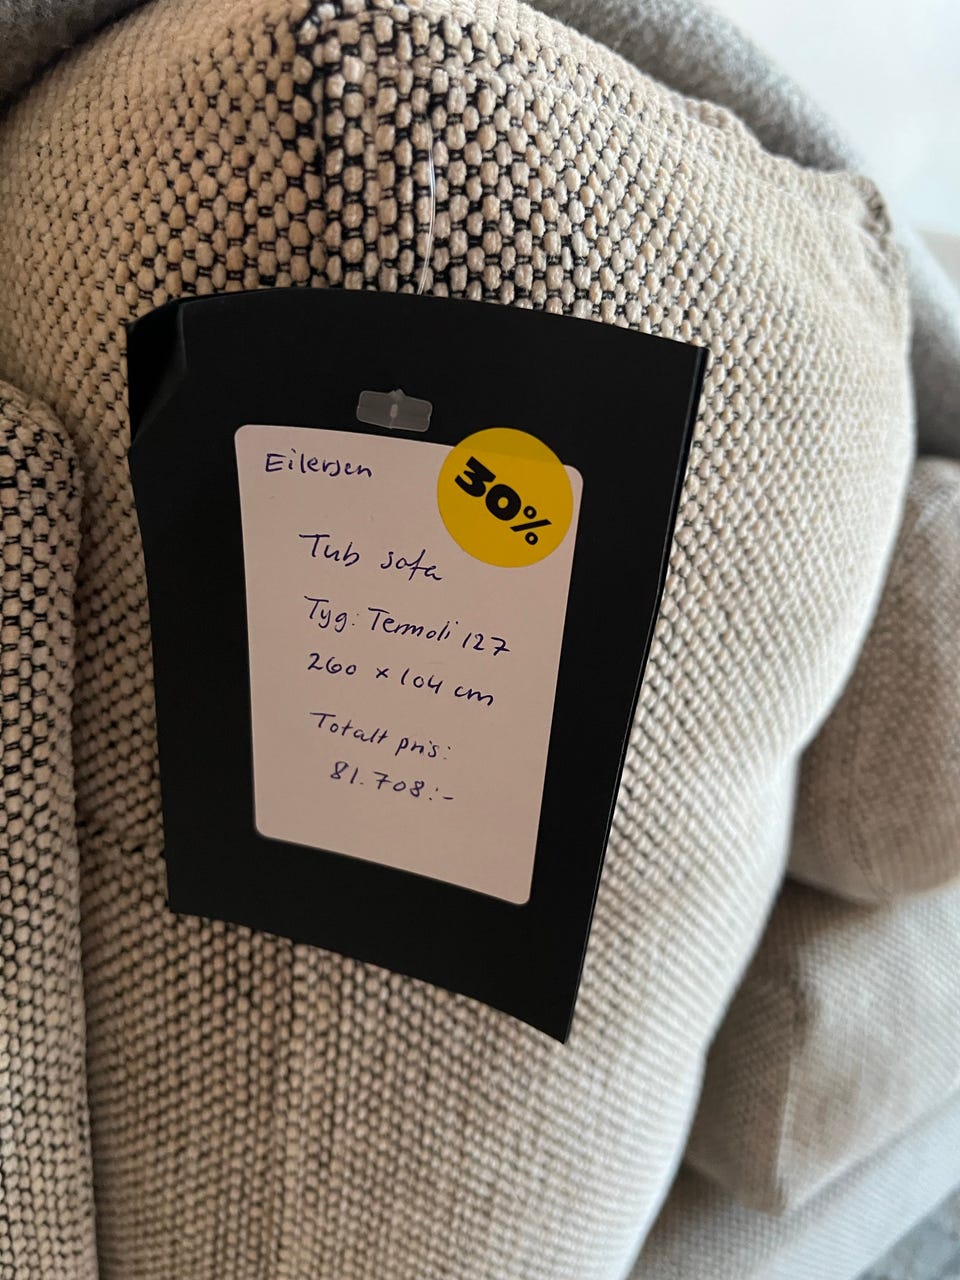 Eilersen
30%
Tub sofa
Tyg: Termoli 127
260 x 104 cm
Totalt pris:
81.708:-